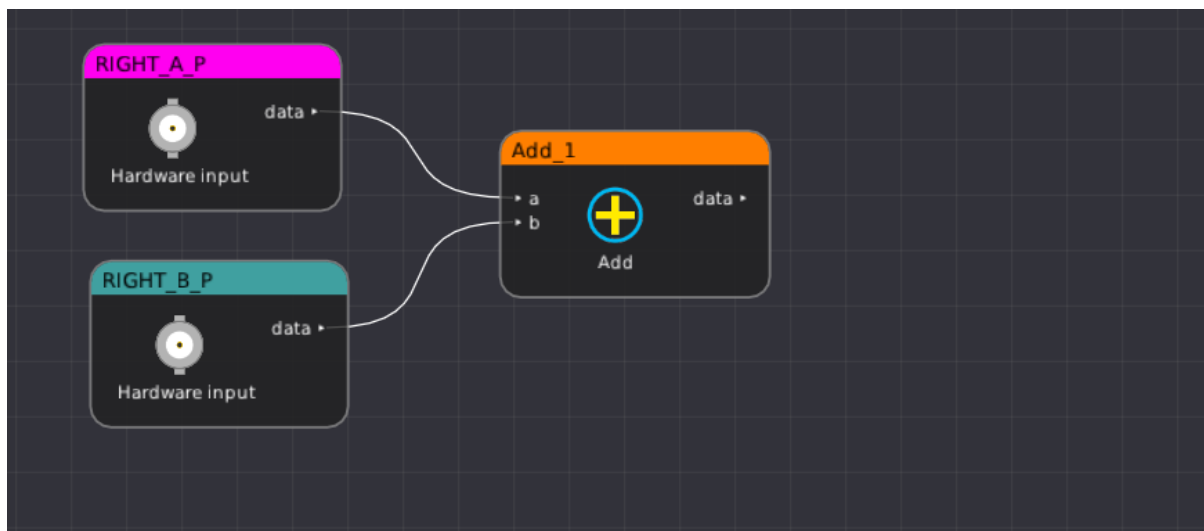 RIGHT_A_P
data
Hardware input
Add_1
a
data
b
Add
RIGHT_B_P
data
Hardware input